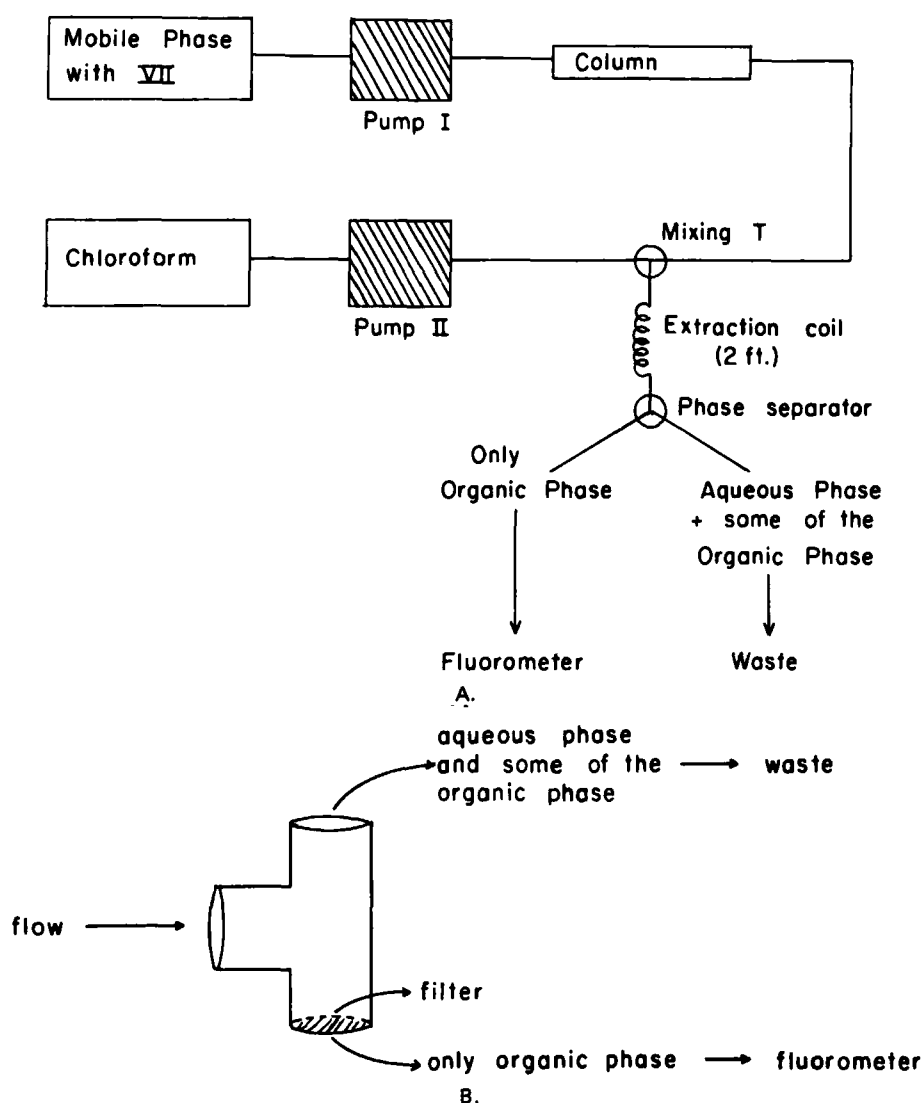 Mobile Phase
with VII
Pump I
Column
Chloroform
Pump II
Mixing T
Extraction coil
(2 ft.)
Phase separator
Only
Organic Phase
Aqueous Phase
+ some of the
Organic Phase
Fluorometer
Waste
A.
aqueous phase
and some of the
organic phase
waste
flow
filter
only organic phase
fluorometer
B.